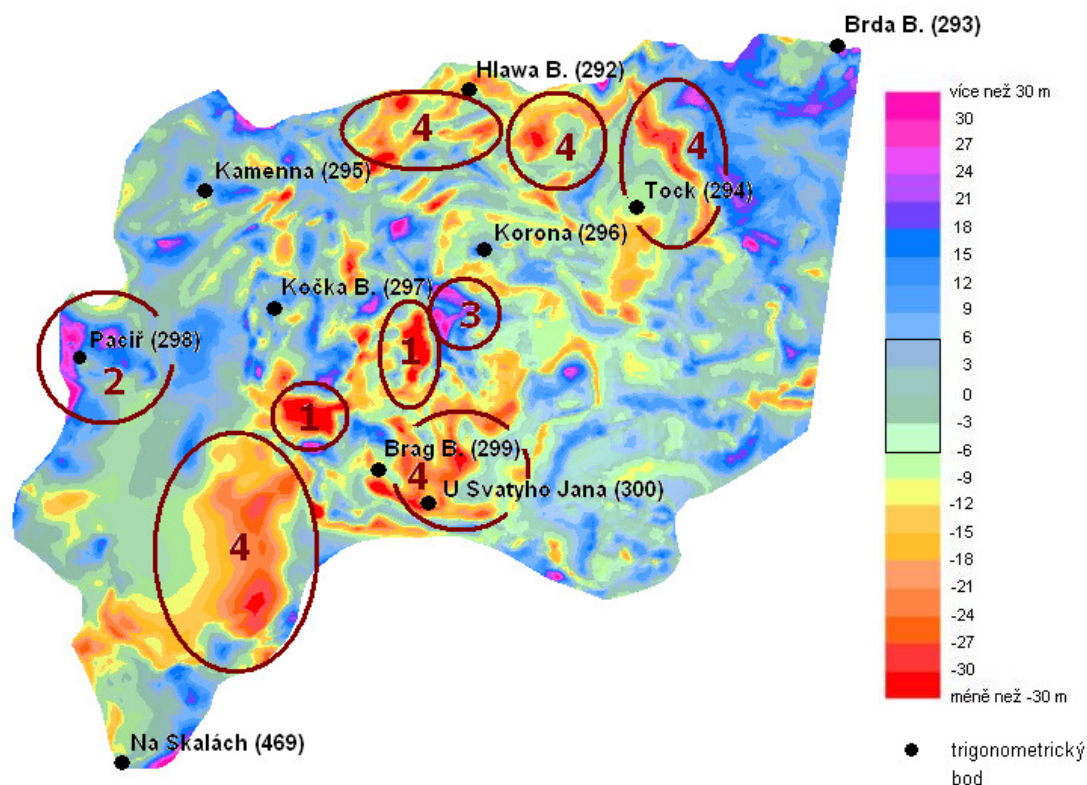 Brda B. (293)
Hlawa B. (292)
4
4
4
Kamenna (295)
Tock (294)
Korona (296)
Kočka B. (297)
3
1
Paciř (298)
2
1
Brag B. (299)
4
U Svatyho Jana (300)
4
Na Skalách (469)
více než 30 m
30
27
24
21
18
15
12
9
6
3
0
-3
-0
-6
-9
-12
-15
-18
-21
-24
-27
-30
méně než -30 m
trigonometrický
bod